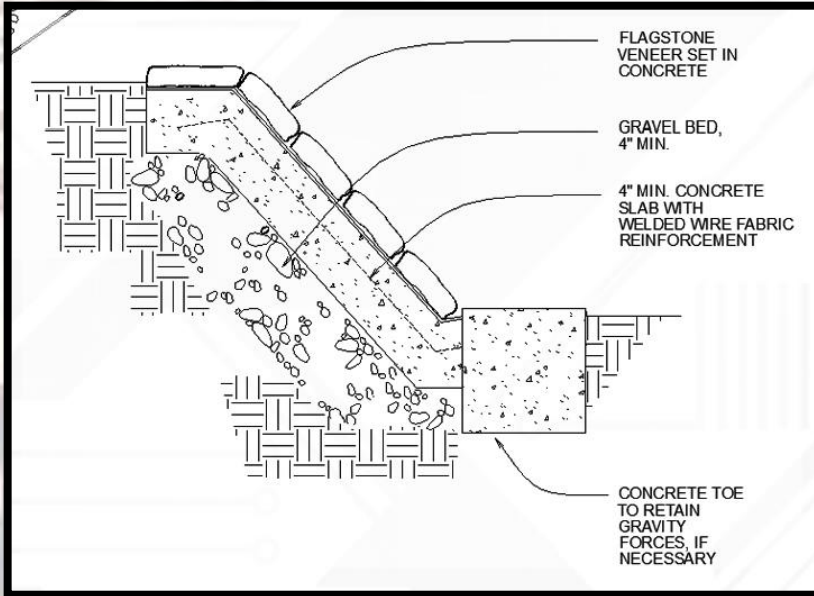 FLAGSTONE
VENEER SET IN
CONCRETE
GRAVEL BED,
4" MIN.
4" MIN. CONCRETE
SLAB WITH
WELDED WIRE FABRIC
REINFORCEMENT
CONCRETE TOE
TO RETAIN
GRAVITY
FORCES, IF
NECESSARY